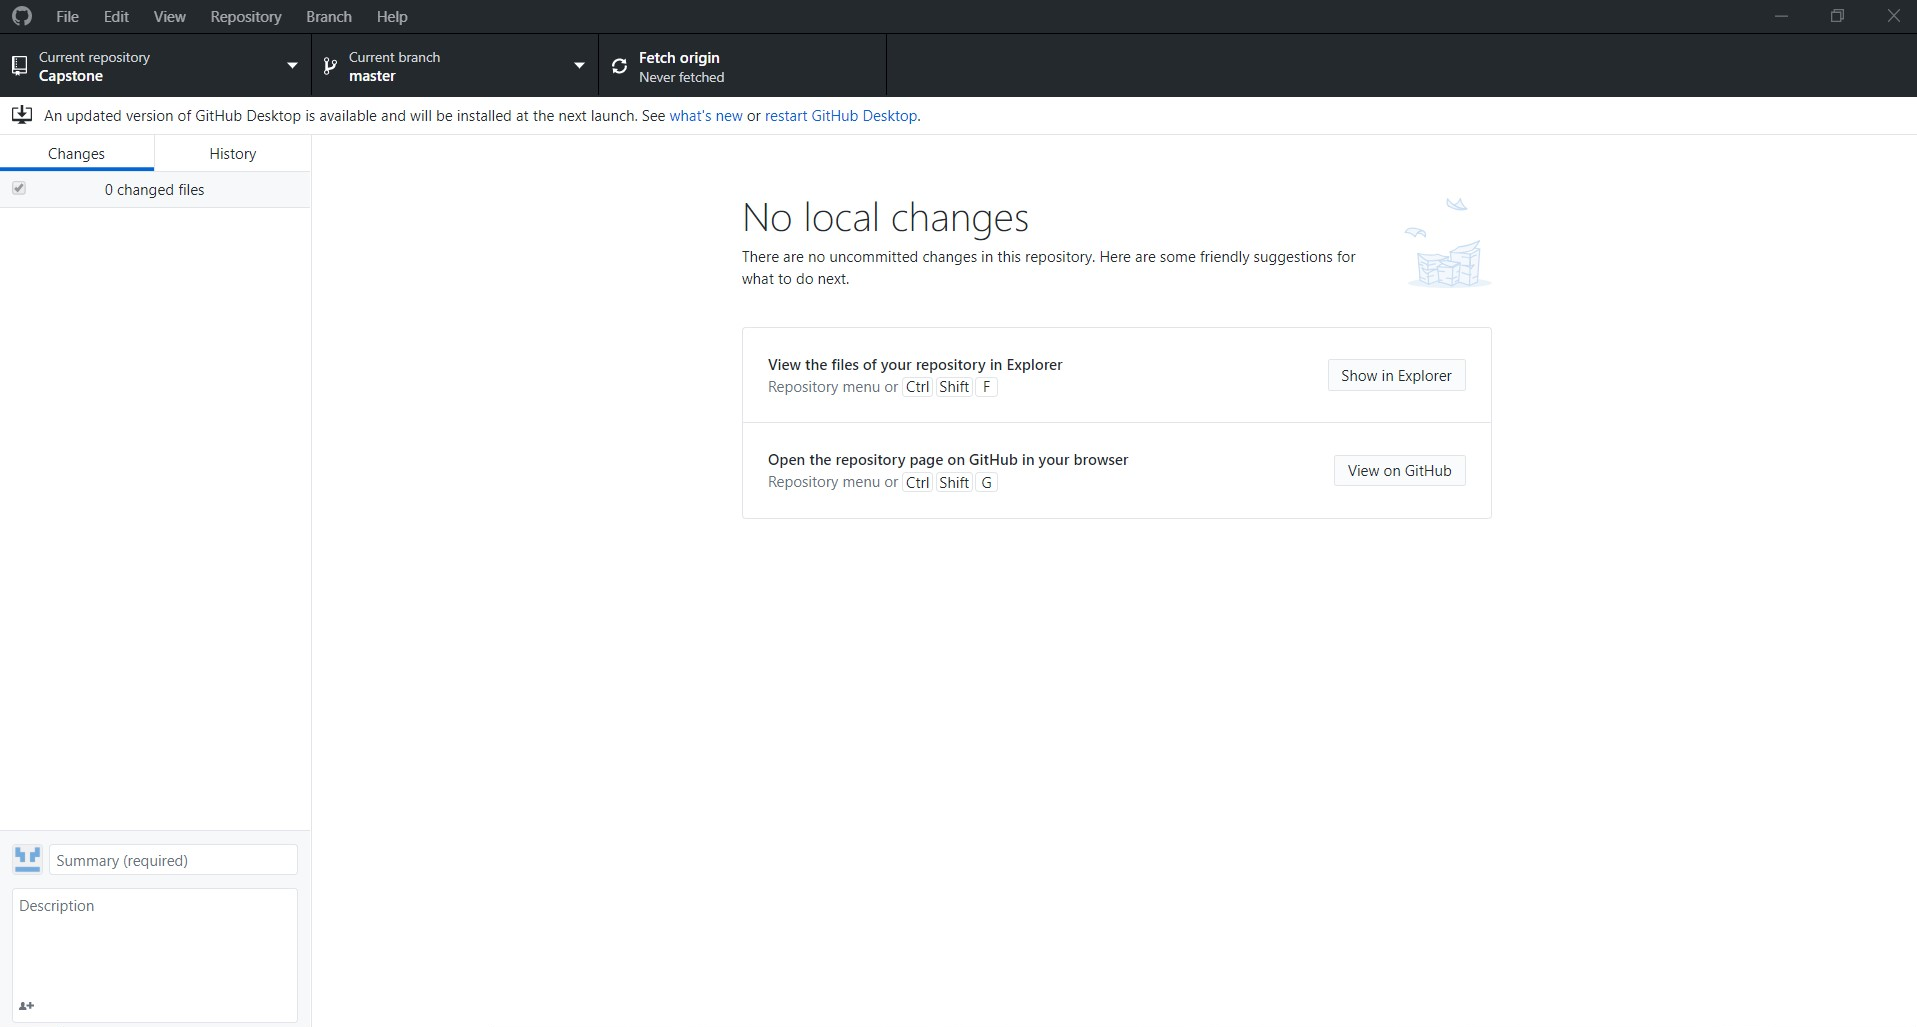 File Edit View Repository Branch Help
Current repository
Capstone
Current branch
master
Fetch origin
Never fetched
An updated version of GitHub Desktop is available and will be installed at the next launch. See what's new or restart GitHub Desktop.
Changes
History
0 changed files
No local changes
There are no uncommitted changes in this repository. Here are some friendly suggestions for
what to do next.
View the files of your repository in Explorer
Repository menu or Ctrl Shift F
Show in Explorer
Open the repository page on GitHub in your browser
Repository menu or Ctrl Shift G
View on GitHub
Summary (required)
Description